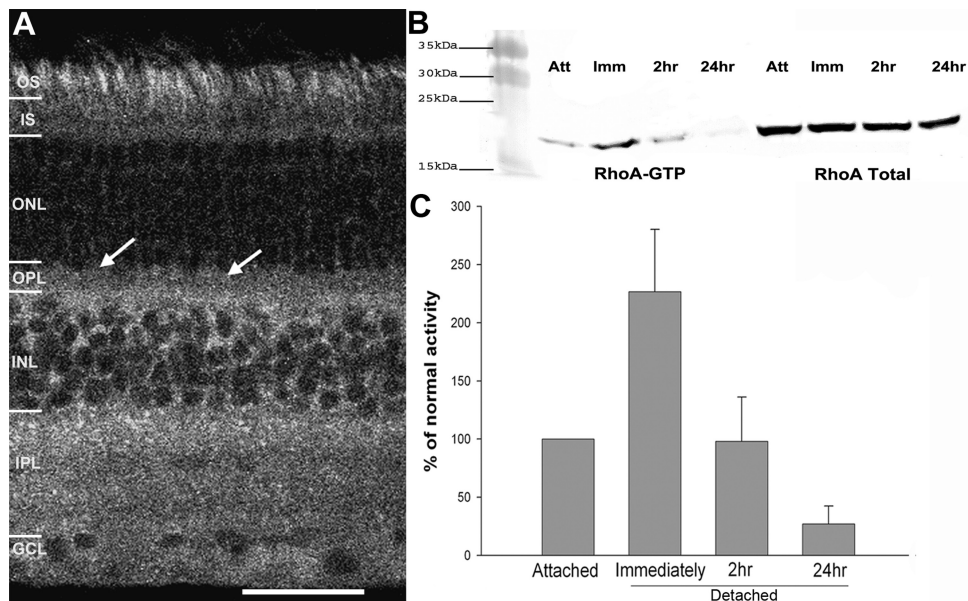 A
OS
IS
ONL
OPL
INL
IPL
GCL
B
35kDa
30kDa
25kDa
15kDa
Att Imm 2hr 24hr Att Imm 2hr 24hr
RhoA-GTP RhoA Total
C
% of normal activity
300
250
200
150
100
50
0
Attached Immediately 2hr 24hr
Detached